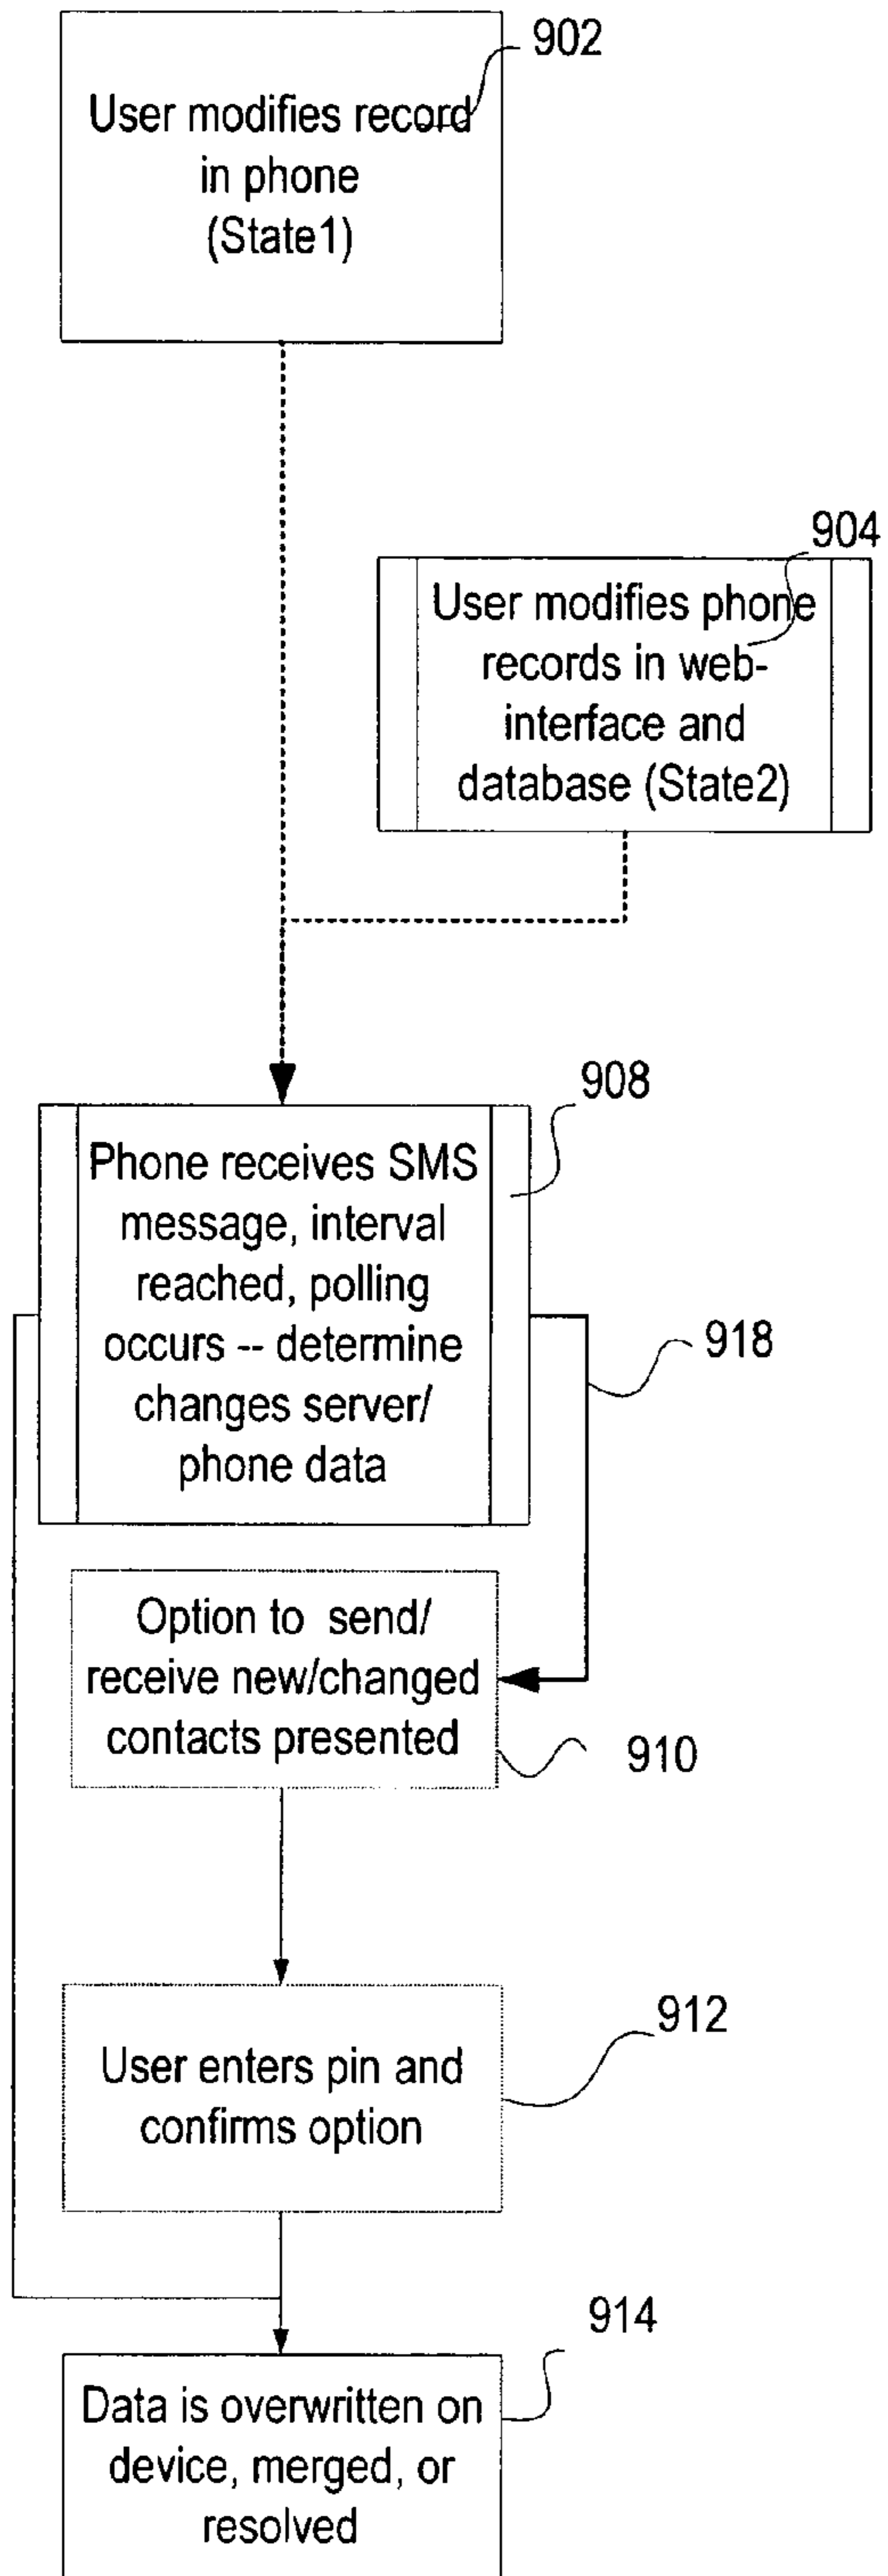 902
User modifies record
in phone
(State1)
904
User modifies phone
records in web-
interface and
database (State2)
908
Phone receives SMS
message, interval
reached, polling
occurs -- determine
changes server/
phone data
918
Option to send/
receive new/changed
contacts presented
910
912
User enters pin and
confirms option
914
Data is overwritten on
device, merged, or
resolved